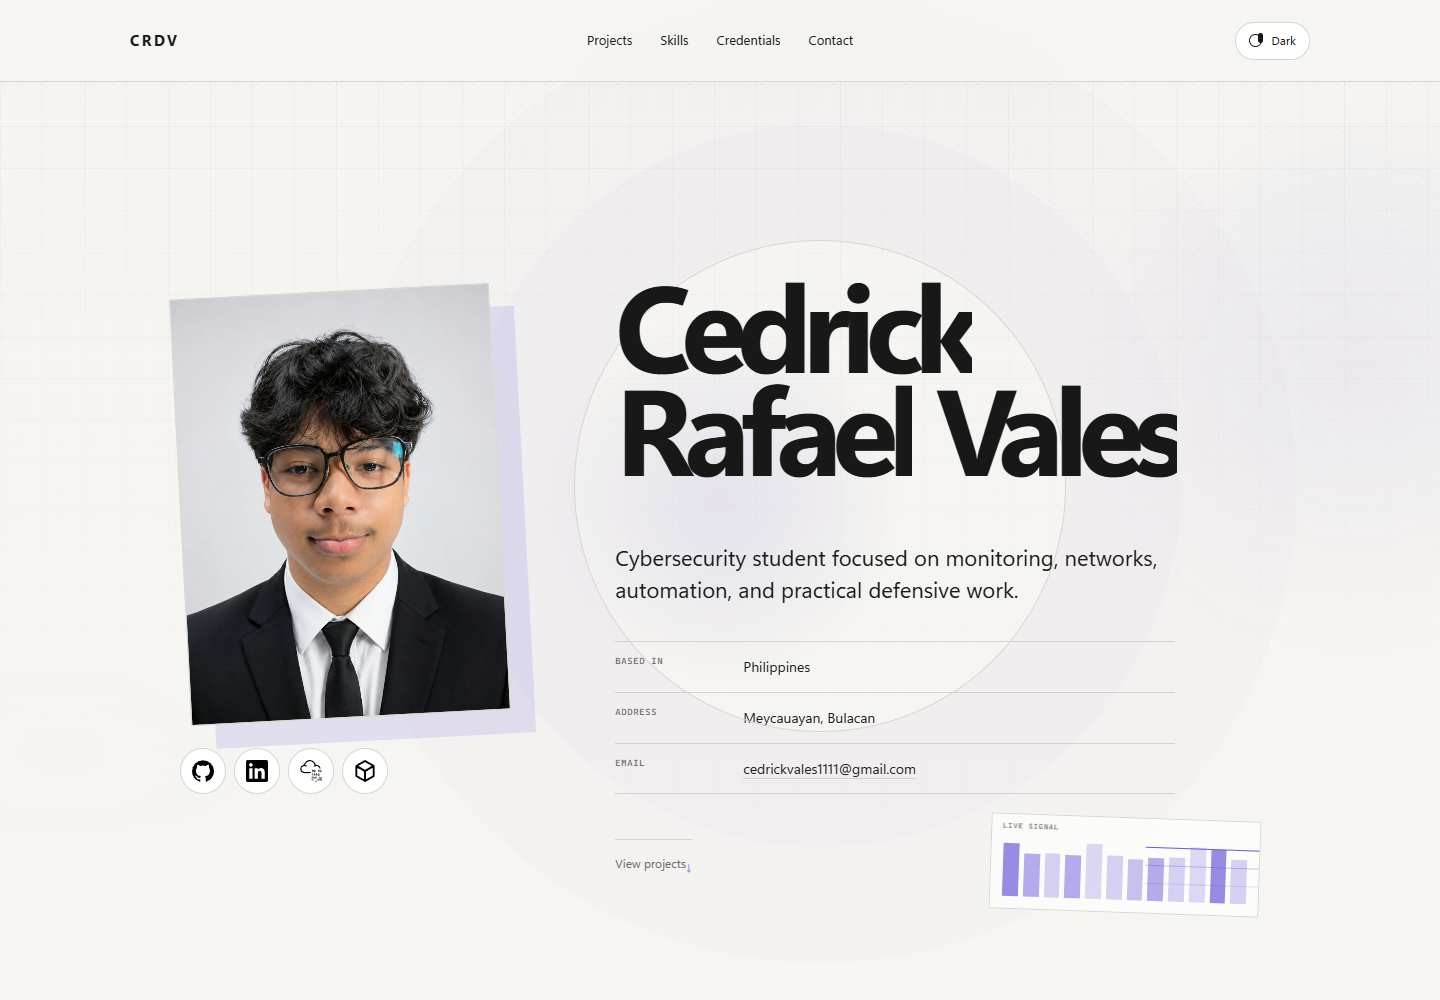 CRDV
Projects Skills Credentials Contact
Dark
Cedrick
Rafael Vales
Cybersecurity student focused on monitoring, networks,
automation, and practical defensive work.
BASED IN Philippines
ADDRESS Meycauayan, Bulacan
EMAIL cedrickvales1111@gmail.com
View projects↓
LIVE SIGNAL